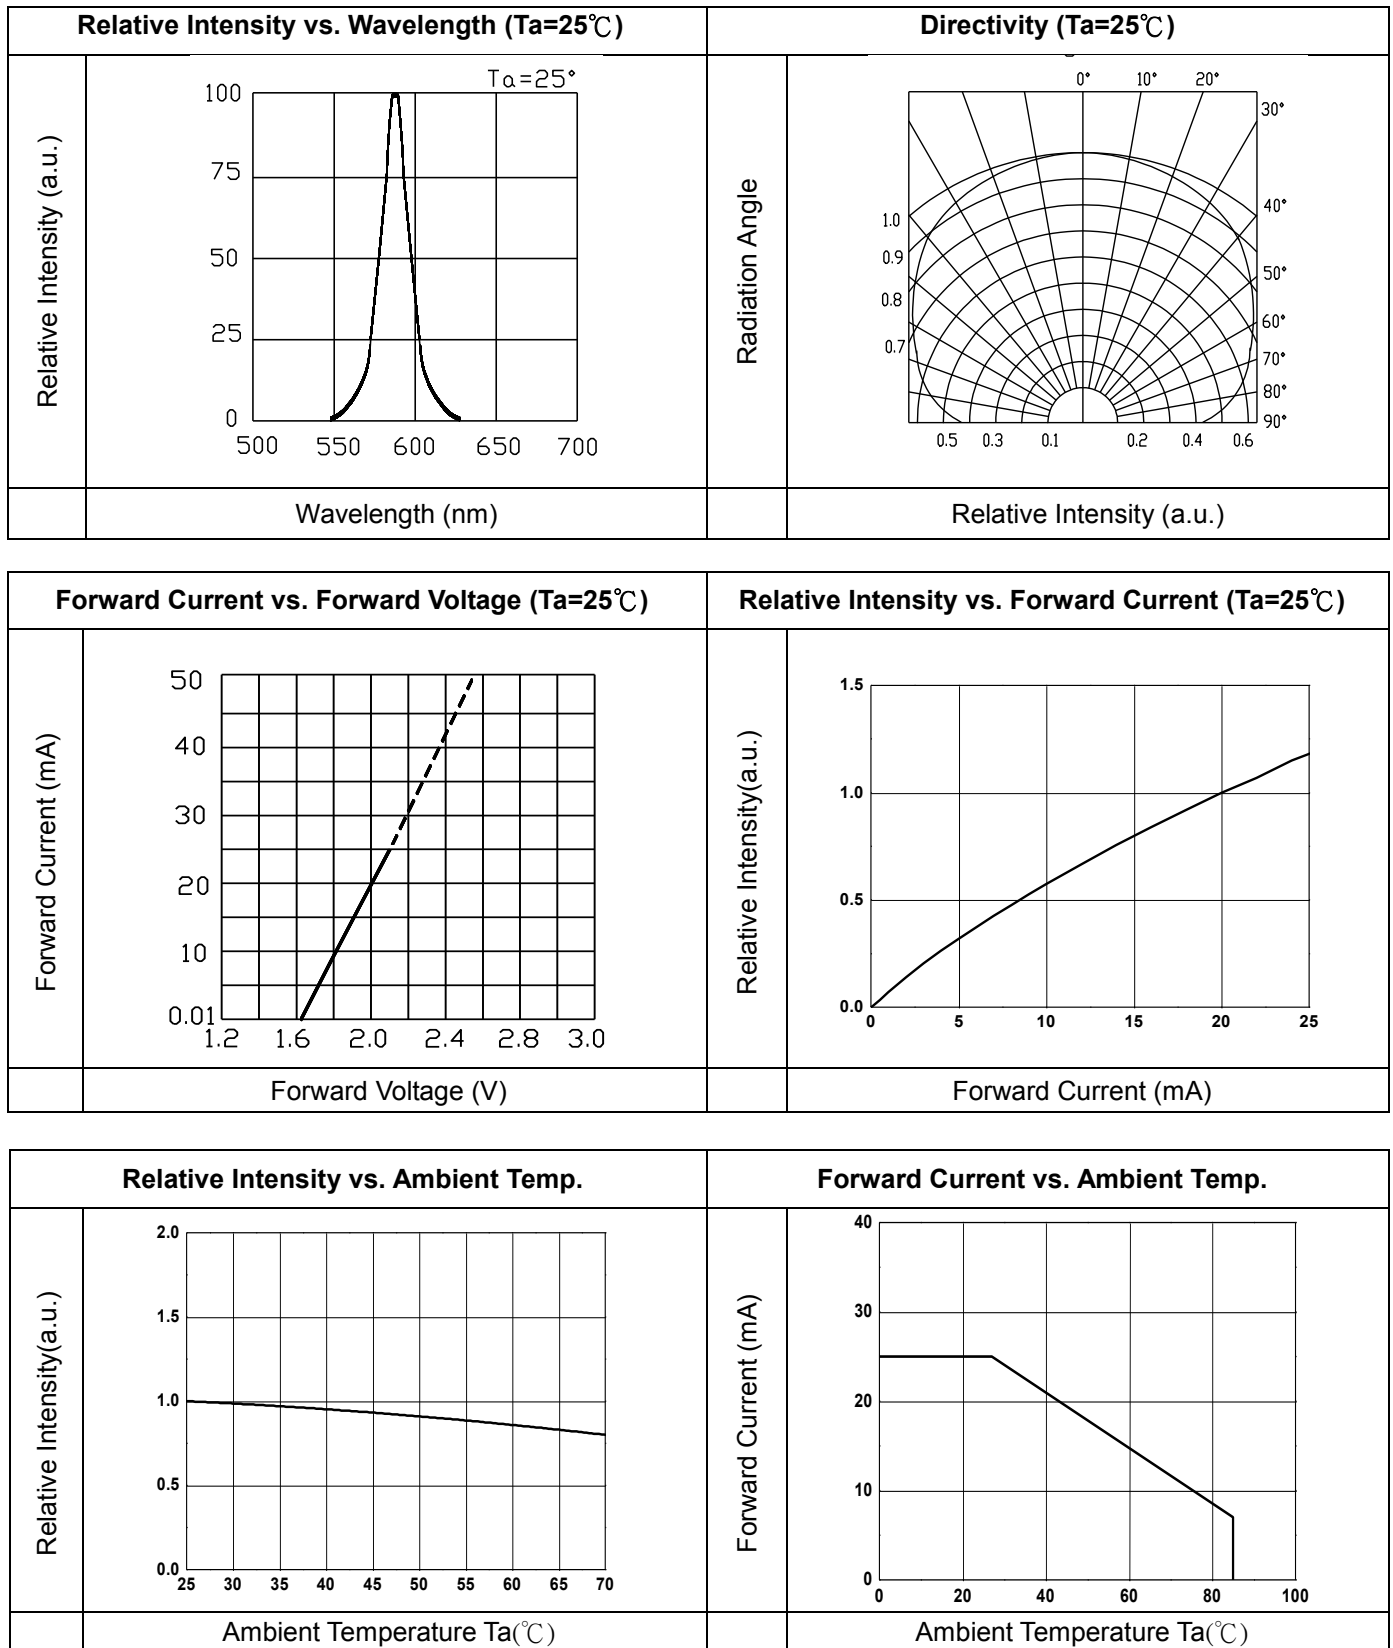 Relative Intensity vs. Wavelength (Ta=25℃)
Directivity (Ta=25℃)
Relative Intensity (a.u.)
Ta=25°
100
75
50
25
0
500 550 600 650 700
Wavelength (nm)
Radiation Angle
0° 10° 20°
30°
40°
50°
60°
70°
80°
90°
1.0
0.9
0.8
0.7
0.5 0.3 0.1 0.2 0.4 0.6
Relative Intensity (a.u.)
Forward Current vs. Forward Voltage (Ta=25℃)
Relative Intensity vs. Forward Current (Ta=25℃)
Forward Current (mA)
50
40
30
20
10
0.01
1.2 1.6 2.0 2.4 2.8 3.0
Forward Voltage (V)
Relative Intensity(a.u.)
1.5
1.0
0.5
0.0
0 5 10 15 20 25
Forward Current (mA)
Relative Intensity vs. Ambient Temp.
Forward Current vs. Ambient Temp.
Relative Intensity(a.u.)
2.0
1.5
1.0
0.5
0.0
25 30 35 40 45 50 55 60 65 70
Ambient Temperature Ta(℃)
Forward Current (mA)
40
30
20
10
0
0 20 40 60 80 100
Ambient Temperature Ta(℃)